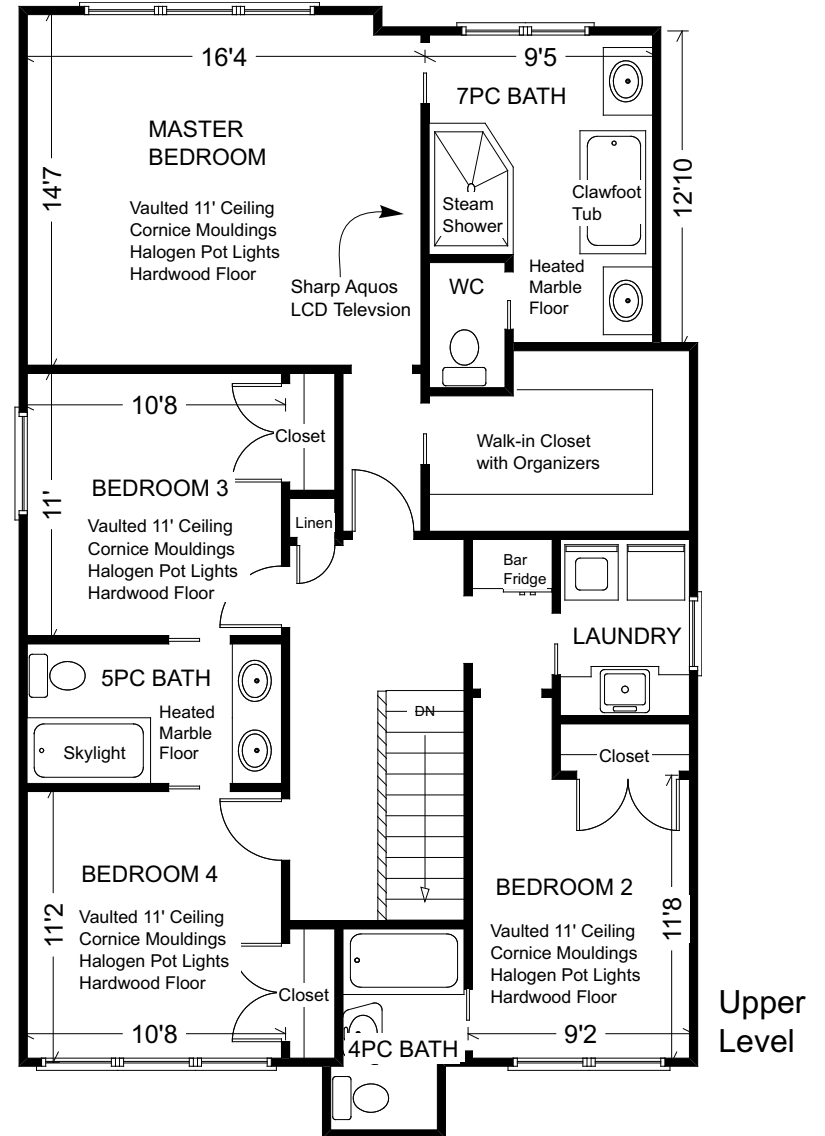 16'4
9'5
7PC BATH
MASTER
BEDROOM
14'7
12'10
Vaulted 11' Ceiling
Cornice Mouldings
Halogen Pot Lights
Hardwood Floor
Steam
Shower
Clawfoot
Tub
Sharp Aquos
LCD Televsion
WC
Heated
Marble
Floor
10'8
Closet
Walk-in Closet
with Organizers
BEDROOM 3
11'
Vaulted 11' Ceiling
Cornice Mouldings
Halogen Pot Lights
Hardwood Floor
Linen
Bar
Fridge
LAUNDRY
5PC BATH
Heated
Marble
Floor
Skylight
DN
Closet
BEDROOM 4
11'2
Vaulted 11' Ceiling
Cornice Mouldings
Halogen Pot Lights
Hardwood Floor
Closet
10'8
BEDROOM 2
11'8
Vaulted 11' Ceiling
Cornice Mouldings
Halogen Pot Lights
Hardwood Floor
9'2
4PC BATH
Upper
Level